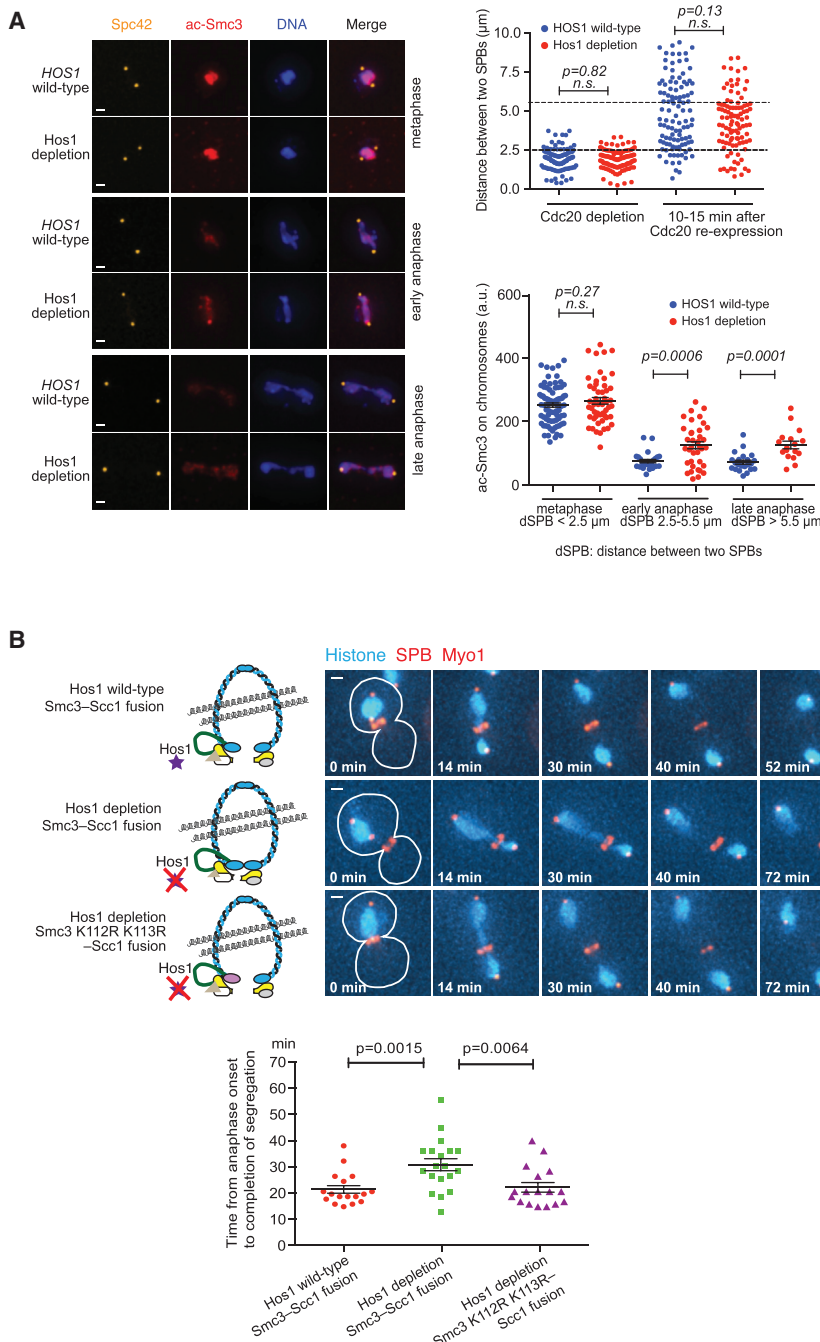 A
Spc42 ac-Smc3 DNA Merge
HOS1
wild-type
Hos1
depletion
metaphase
HOS1
wild-type
Hos1
depletion
early anaphase
HOS1
wild-type
Hos1
depletion
late anaphase
HOS1 wild-type
Hos1 depletion
p=0.13
n.s.
p=0.82
n.s.
Distance between two SPBs (µm)
10.0
7.5
5.0
2.5
0.0
Cdc20 depletion
10-15 min after
Cdc20 re-expression
ac-Smc3 on chromosomes (a.u.)
600
400
200
0
HOS1 wild-type
Hos1 depletion
p=0.27
n.s.
p=0.0006
p=0.0001
metaphase
dSPB < 2.5 µm
early anaphase
dSPB 2.5-5.5 µm
late anaphase
dSPB > 5.5 µm
dSPB: distance between two SPBs
B
Histone SPB Myo1
Hos1 wild-type
Smc3–Scc1 fusion
Hos1
0 min 14 min 30 min 40 min 52 min
Hos1 depletion
Smc3–Scc1 fusion
Hos1
0 min 14 min 30 min 40 min 72 min
Hos1 depletion
Smc3 K112R K113R
–Scc1 fusion
Hos1
0 min 14 min 30 min 40 min 72 min
min
p=0.0015 p=0.0064
Time from anaphase onset
to completion of segregation
70
60
50
40
30
20
10
0
Hos1 wild-type
Smc3–Scc1 fusion
Hos1 depletion
Smc3–Scc1 fusion
Hos1 depletion
Smc3 K112R K113R–
Scc1 fusion